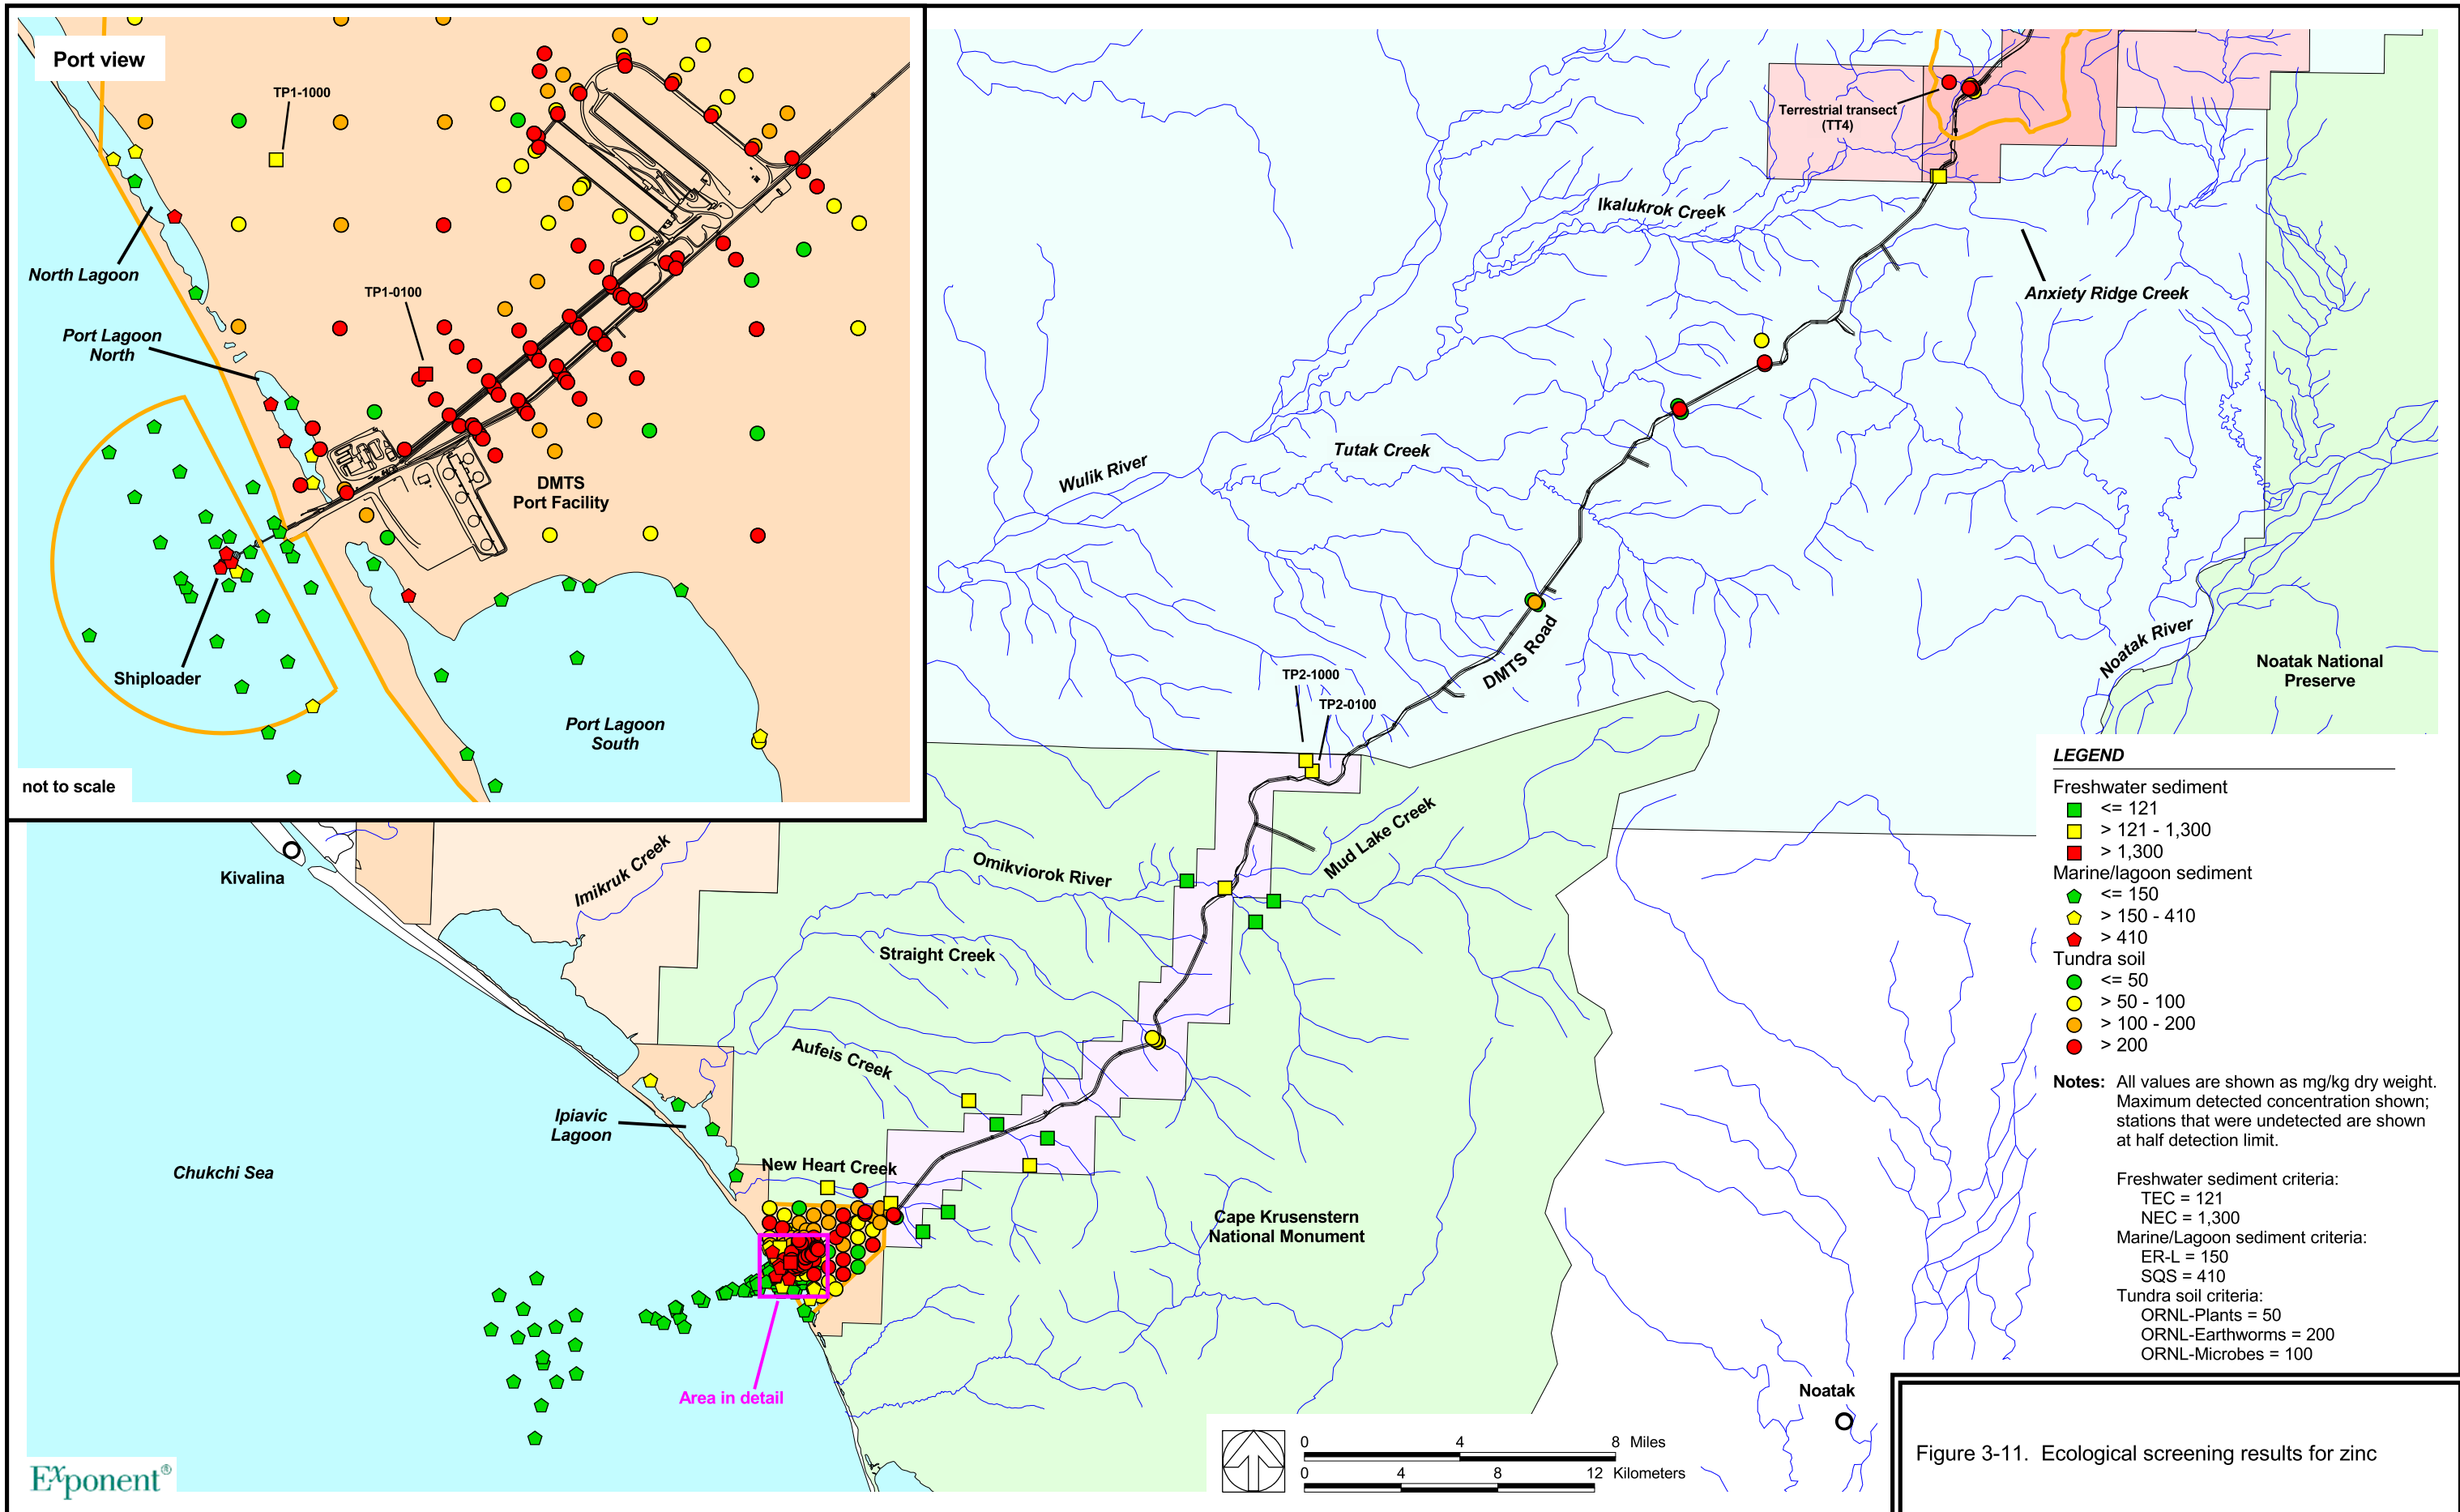 Port view
TP1-1000
North Lagoon
TP1-0100
Port Lagoon
North
DMTS
Port Facility
Shiploader
Port Lagoon
South
not to scale
Terrestrial transect
(TT4)
Ikalukrok Creek
Anxiety Ridge Creek
Tutak Creek
Wulik River
DMTS Road
Noatak River
Noatak National
Preserve
TP2-1000
TP2-0100
Kivalina
Imikruk Creek
Omikviorok River
Mud Lake Creek
Straight Creek
Aufeis Creek
Ipiavic
Lagoon
New Heart Creek
Chukchi Sea
Cape Krusenstern
National Monument
Area in detail
Noatak
LEGEND
Freshwater sediment
<= 121
> 121 - 1,300
> 1,300
Marine/lagoon sediment
<= 150
> 150 - 410
> 410
Tundra soil
<= 50
> 50 - 100
> 100 - 200
> 200
Notes: All values are shown as mg/kg dry weight.
Maximum detected concentration shown;
stations that were undetected are shown
at half detection limit.
Freshwater sediment criteria:
TEC = 121
NEC = 1,300
Marine/Lagoon sediment criteria:
ER-L = 150
SQS = 410
Tundra soil criteria:
ORNL-Plants = 50
ORNL-Earthworms = 200
ORNL-Microbes = 100
0 4 8 Miles
0 4 8 12 Kilometers
Exponent®
Figure 3-11. Ecological screening results for zinc